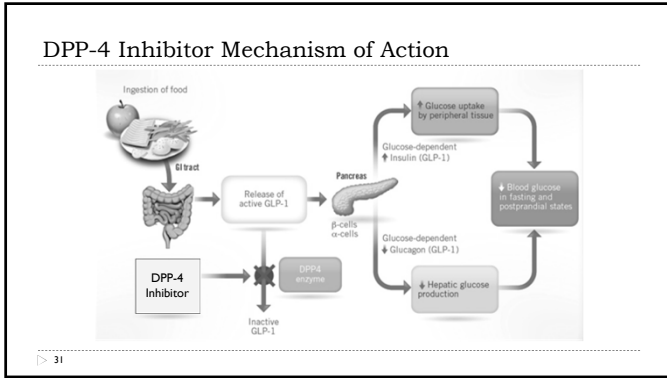 DPP-4 Inhibitor Mechanism of Action
Ingestion of food
GI tract
Release of
active GLP-1
Pancreas
β-cells
α-cells
Glucose-dependent
↑ Insulin (GLP-1)
↑ Glucose uptake
by peripheral tissue
↓ Blood glucose
in fasting and
postprandial states
Glucose-dependent
↓ Glucagon (GLP-1)
↓ Hepatic glucose
production
DPP-4
Inhibitor
DPP4
enzyme
Inactive
GLP-1
31